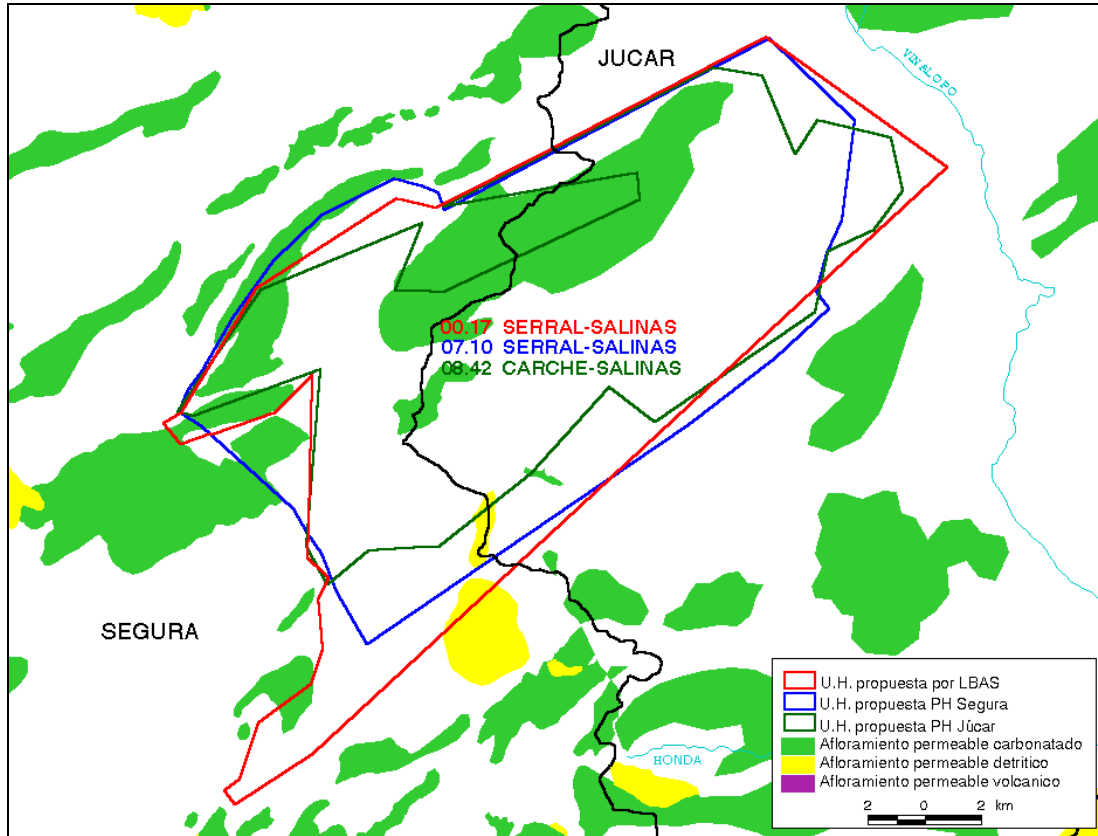 JUCAR
VINALOPO
00.17 SERRAL-SALINAS
07.10 SERRAL-SALINAS
08.42 CARCHE-SALINAS
SEGURA
HONDA
U.H. propuesta por LBAS
U.H. propuesta PH Segura
U.H. propuesta PH Júcar
Afloramiento permeable carbonatado
Afloramiento permeable detrítico
Afloramiento permeable volcanico
2 0 2 km